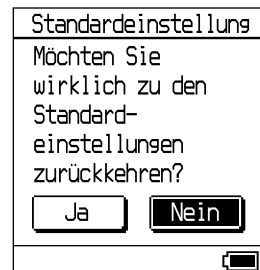 Standardeinstellung
Möchten Sie
wirklich zu den
Standard-
einstellungen
zurückkehren?
Ja Nein